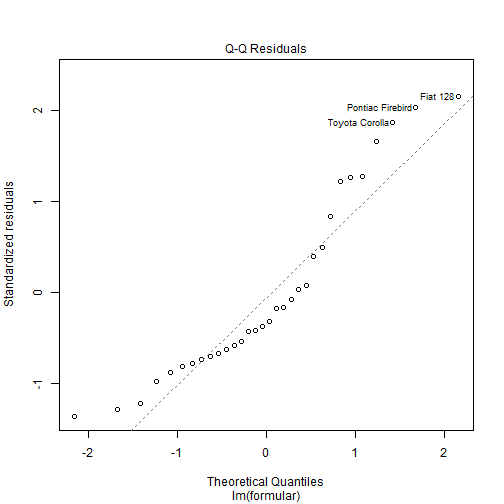 Q-Q Residuals
Fiat 128
Pontiac Firebird
Toyota Corolla
Standardized residuals
2
1
0
-1
-2 -1 0 1 2
Theoretical Quantiles
lm(formular)